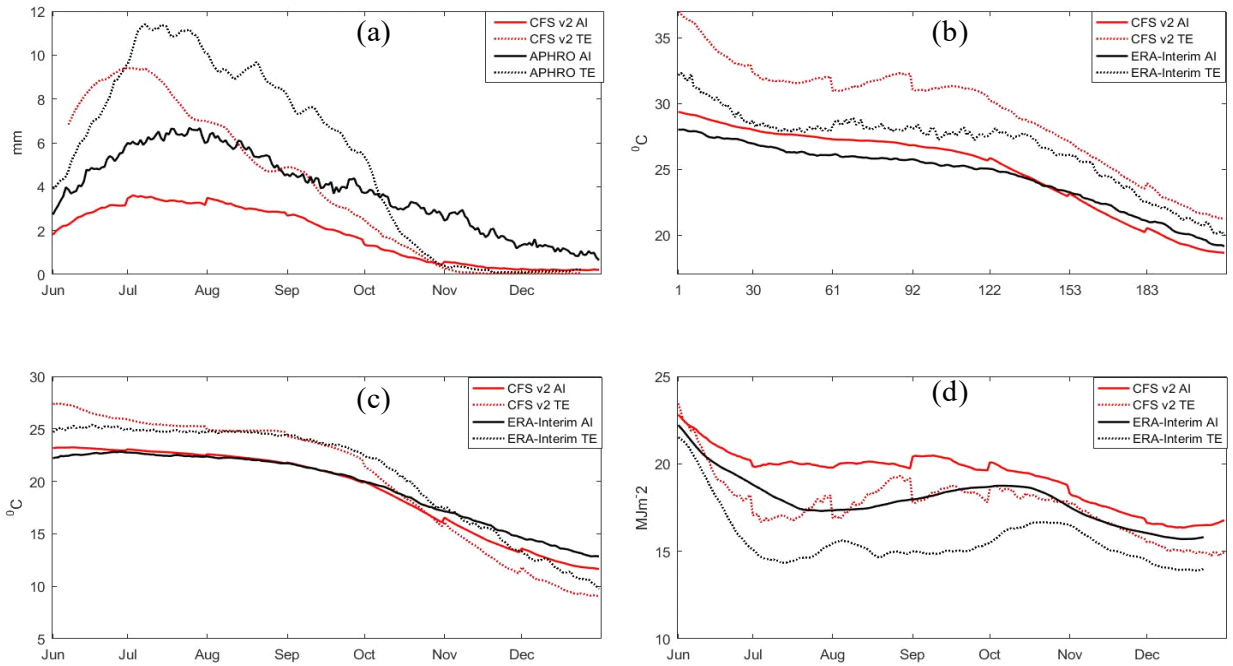 (a)
mm
12
10
8
6
4
2
0
Jun Jul Aug Sep Oct Nov Dec
CFS v2 AI
CFS v2 TE
APHRO AI
APHRO TE
(b)
⁰C
35
30
25
20
1 30 61 92 122 153 183
CFS v2 AI
CFS v2 TE
ERA-Interim AI
ERA-Interim TE
(c)
⁰C
30
25
20
15
10
5
Jun Jul Aug Sep Oct Nov Dec
CFS v2 AI
CFS v2 TE
ERA-Interim AI
ERA-Interim TE
(d)
MJm⁻2
25
20
15
10
Jun Jul Aug Sep Oct Nov Dec
CFS v2 AI
CFS v2 TE
ERA-Interim AI
ERA-Interim TE